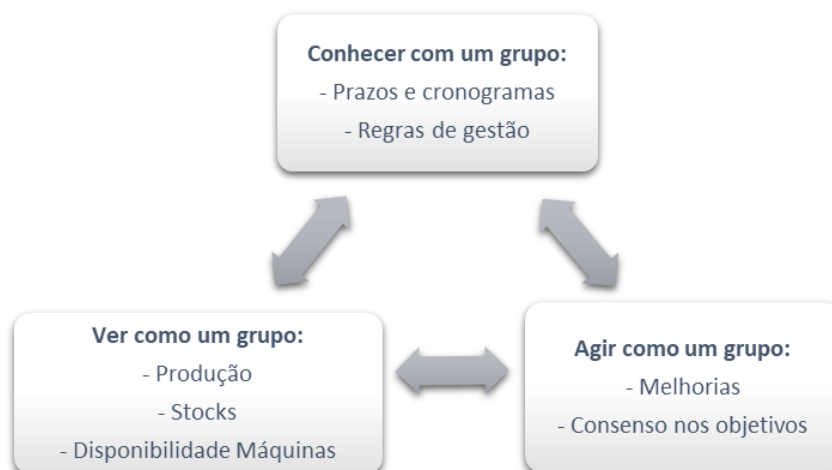 Conhecer com um grupo:
- Prazos e cronogramas
- Regras de gestão
Ver como um grupo:
- Produção
- Stocks
- Disponibilidade Máquinas
Agir como um grupo:
- Melhorias
- Consenso nos objetivos